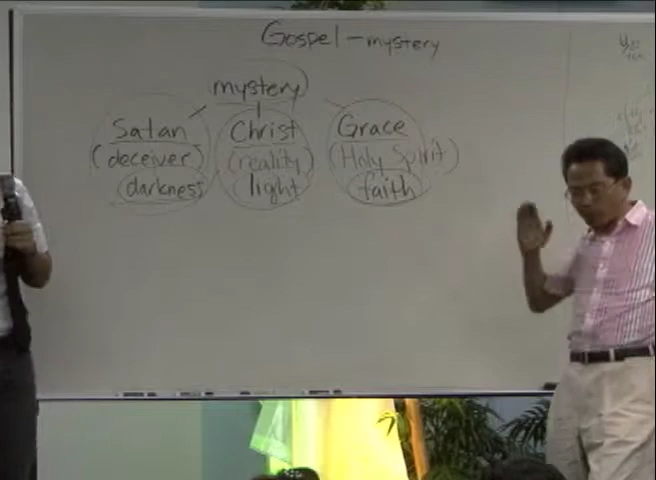 Gospel – mystery
mystery
Satan Christ Grace
(deceiver) (reality) (Holy Spirit)
darkness light faith